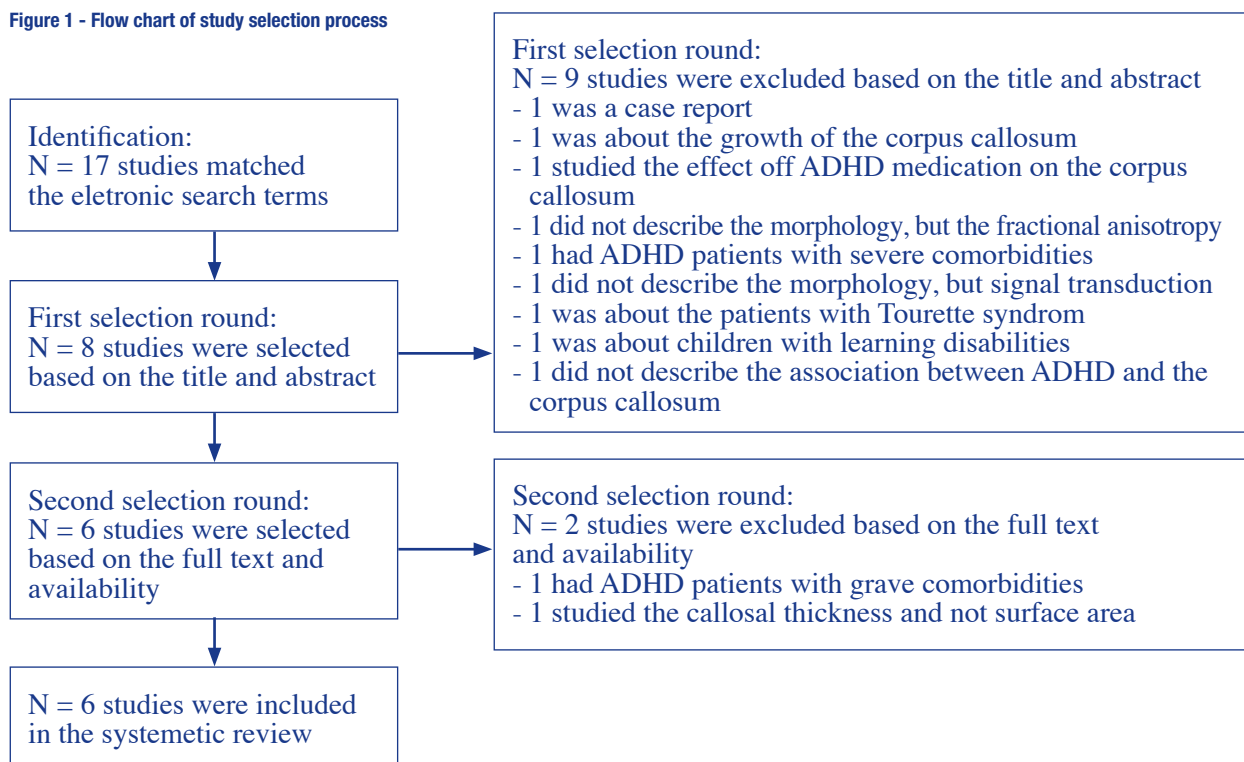 Figure 1 - Flow chart of study selection process
Identification:
N = 17 studies matched
the eletronic search terms
First selection round:
N = 8 studies were selected
based on the title and abstract
Second selection round:
N = 6 studies were selected
based on the full text and
availability
N = 6 studies were included
in the systemetic review
First selection round:
N = 9 studies were excluded based on the title and abstract
- 1 was a case report
- 1 was about the growth of the corpus callosum
- 1 studied the effect off ADHD medication on the corpus
callosum
- 1 did not describe the morphology, but the fractional anisotropy
- 1 had ADHD patients with severe comorbidities
- 1 did not describe the morphology, but signal transduction
- 1 was about the patients with Tourette syndrom
- 1 was about children with learning disabilities
- 1 did not describe the association between ADHD and the
corpus callosum
Second selection round:
N = 2 studies were excluded based on the full text
and availability
- 1 had ADHD patients with grave comorbidities
- 1 studied the callosal thickness and not surface area